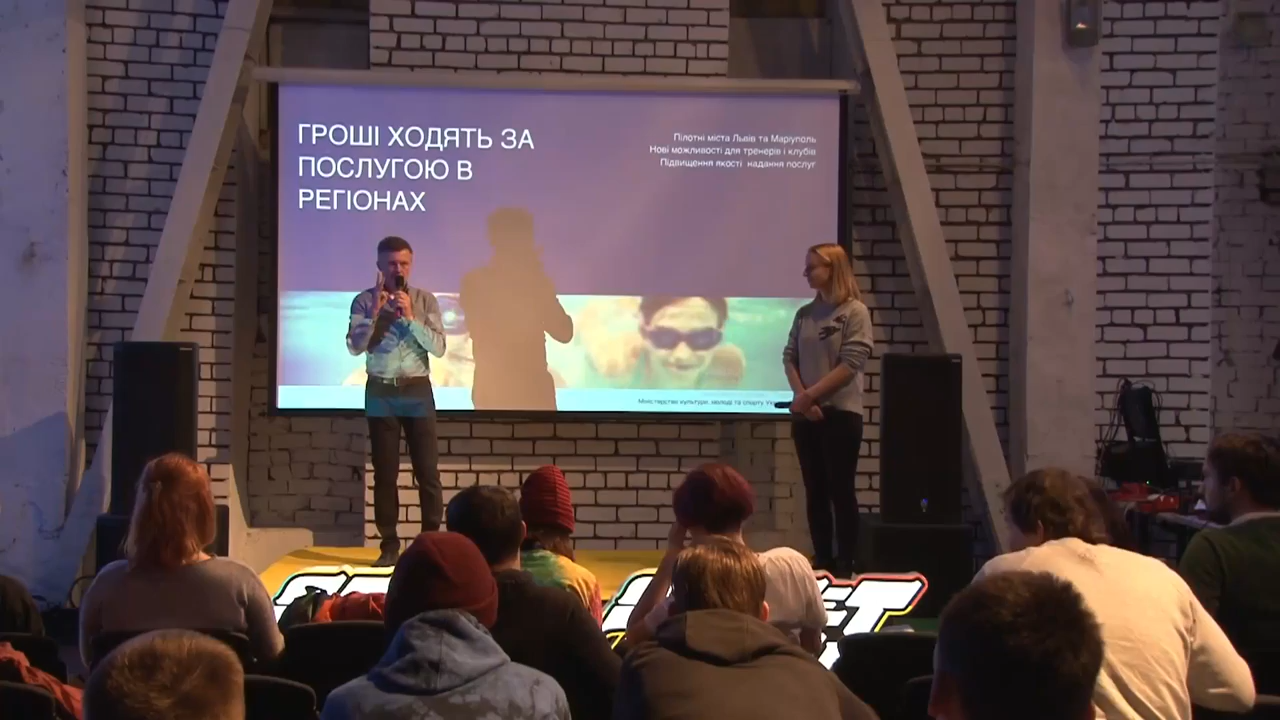 ГРОШІ ХОДЯТЬ ЗА
ПОСЛУГОЮ В
РЕГІОНАХ
Пілотні міста Львів та Маріуполь
Нові можливості для тренерів і клубів
Підвищення якості надання послуг
Міністерство культури, молоді та спорту